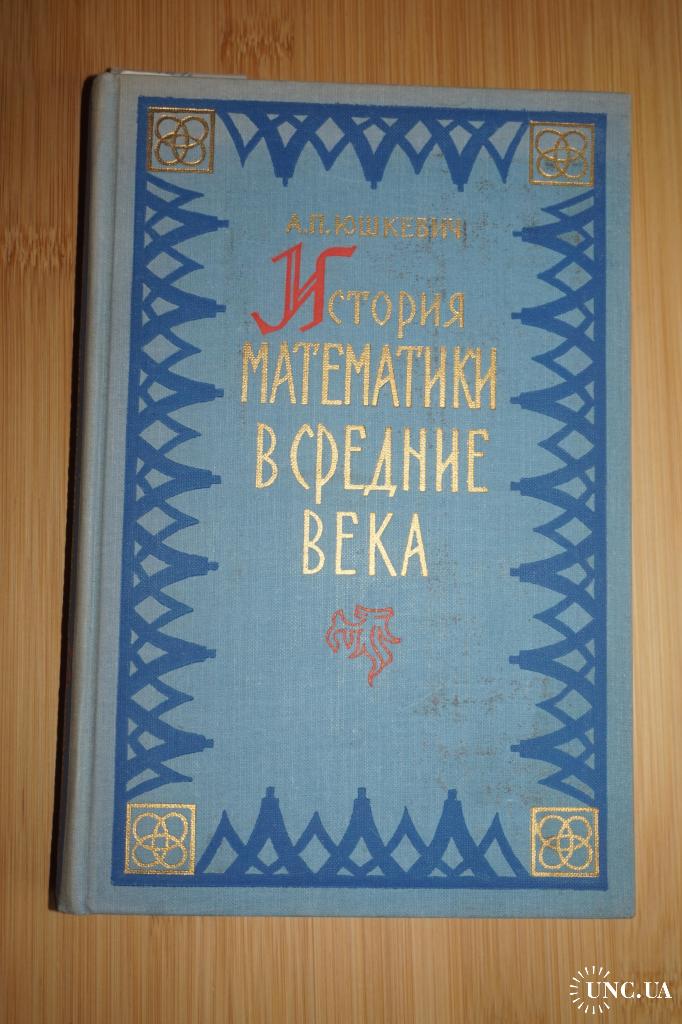 А.П. ЮШКЕВИЧ
История
МАТЕМАТИКИ
В СРЕДНИЕ
ВЕКА
UNC.UA